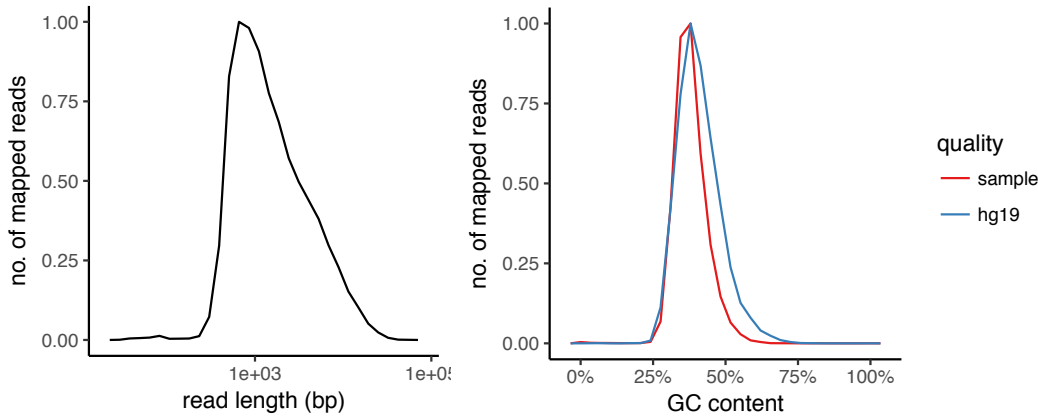 1.00
0.75
0.50
0.25
0.00
no. of mapped reads
1e+03
1e+05
read length (bp)
1.00
0.75
0.50
0.25
0.00
no. of mapped reads
0%
25%
50%
75%
100%
GC content
quality
sample
hg19